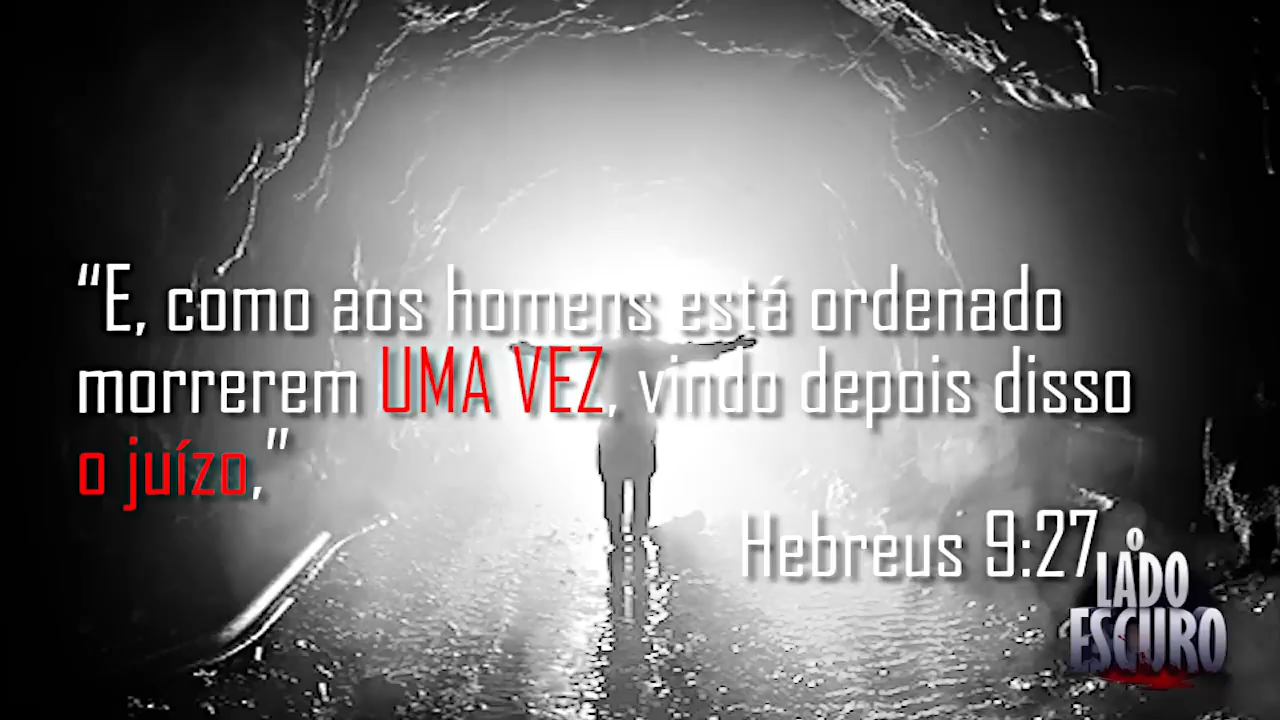 “E, como aos homens está ordenado
morrerem UMA VEZ, vindo depois disso
o juízo,”
Hebreus 9:27
O
LADO
ESCURO